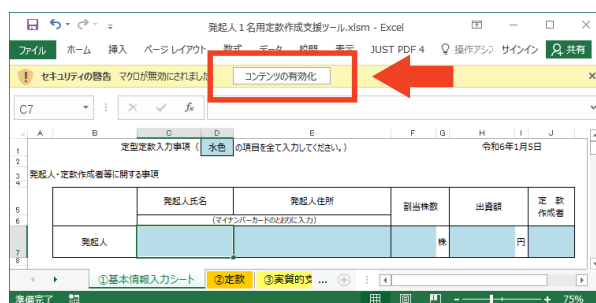 発起人１名用定款作成支援ツール.xlsm - Excel
ファイル ホーム 挿入 ページ レイアウト 数式 データ 校閲 表示 JUST PDF 4 操作アシス サインイン 共有
セキュリティの警告 マクロが無効にされました コンテンツの有効化
C7 fx
A B C D E F G H I J
1 定型定款入力事項（ 水色 の項目を全て入力してください。） 令和6年1月5日
2
3 発起人・定款作成者等に関する事項
4
5 発起人氏名 発起人住所 割当株数 出資額 定 款 作成者
6 (マイナンバーカードのとおりに入力)
7 発起人 株 円
8
①基本情報入力シート ②定款 ③実質的支 ...
準備完了 75%